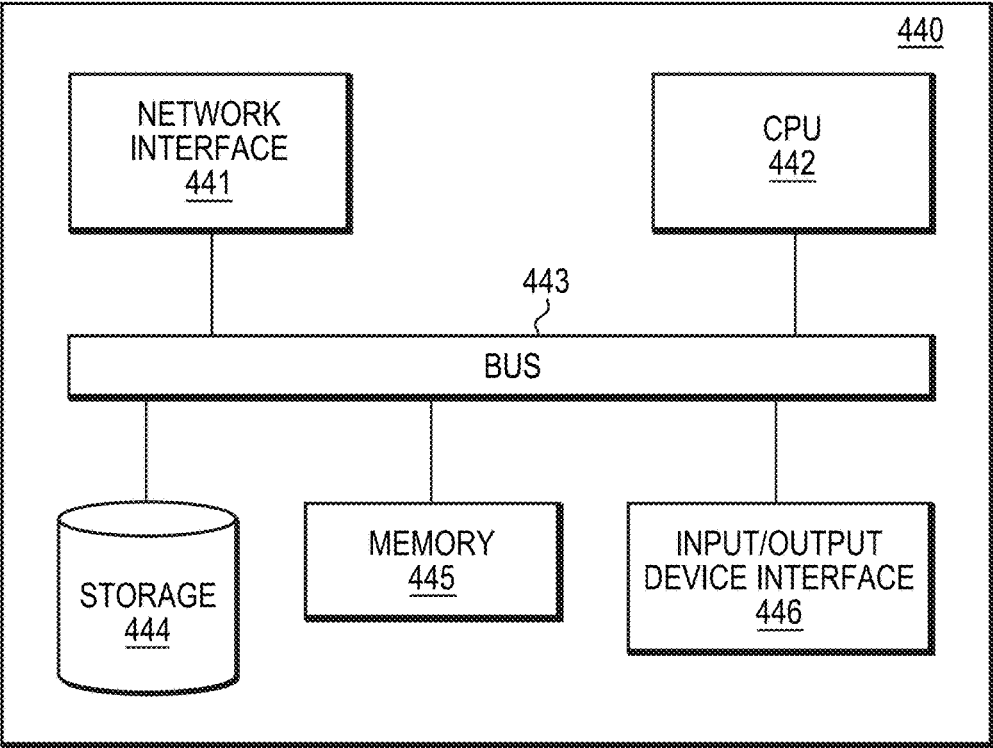 440
NETWORK
INTERFACE
441
CPU
442
443
BUS
STORAGE
444
MEMORY
445
INPUT/OUTPUT
DEVICE INTERFACE
446